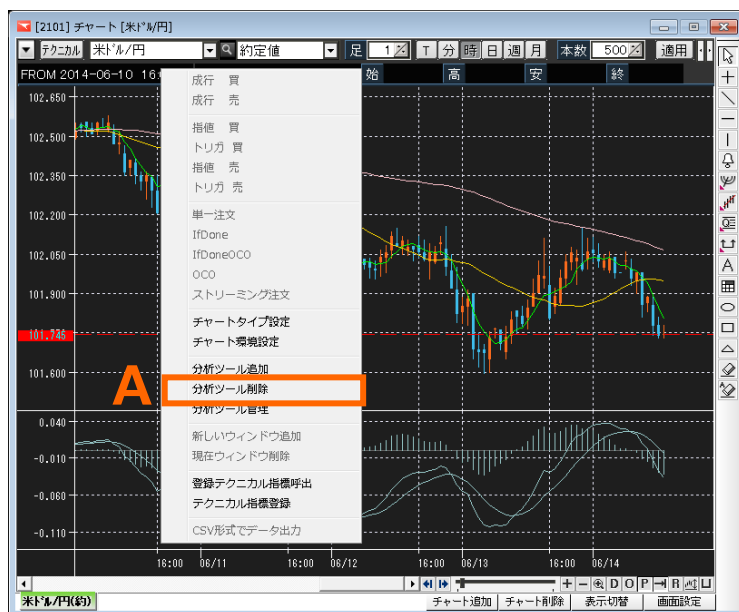 [2101] チャート [米ドル/円]
テクニカル 米ドル/円 約定値 足 1 T 分 時 日 週 月 本数 500 適用
FROM 2014-06-10 16: 始 高 安 終
102.650
102.500
102.350
102.200
102.050
101.900
101.746
101.600
0.040
-0.010
-0.060
-0.110
成行 買
成行 売
指値 買
トリガ 買
指値 売
トリガ 売
単一注文
IfDone
IfDoneOCO
OCO
ストリーミング注文
チャートタイプ設定
チャート環境設定
分析ツール追加
A
分析ツール削除
分析ツール管理
新しいウィンドウ追加
現在ウィンドウ削除
登録テクニカル指標呼出
テクニカル指標登録
CSV形式でデータ出力
A
16:00 06/11 16:00 06/12 16:00 06/13 16:00 06/14
D O P R
米ドル/円(約) チャート追加 チャート削除 表示切替 画面設定